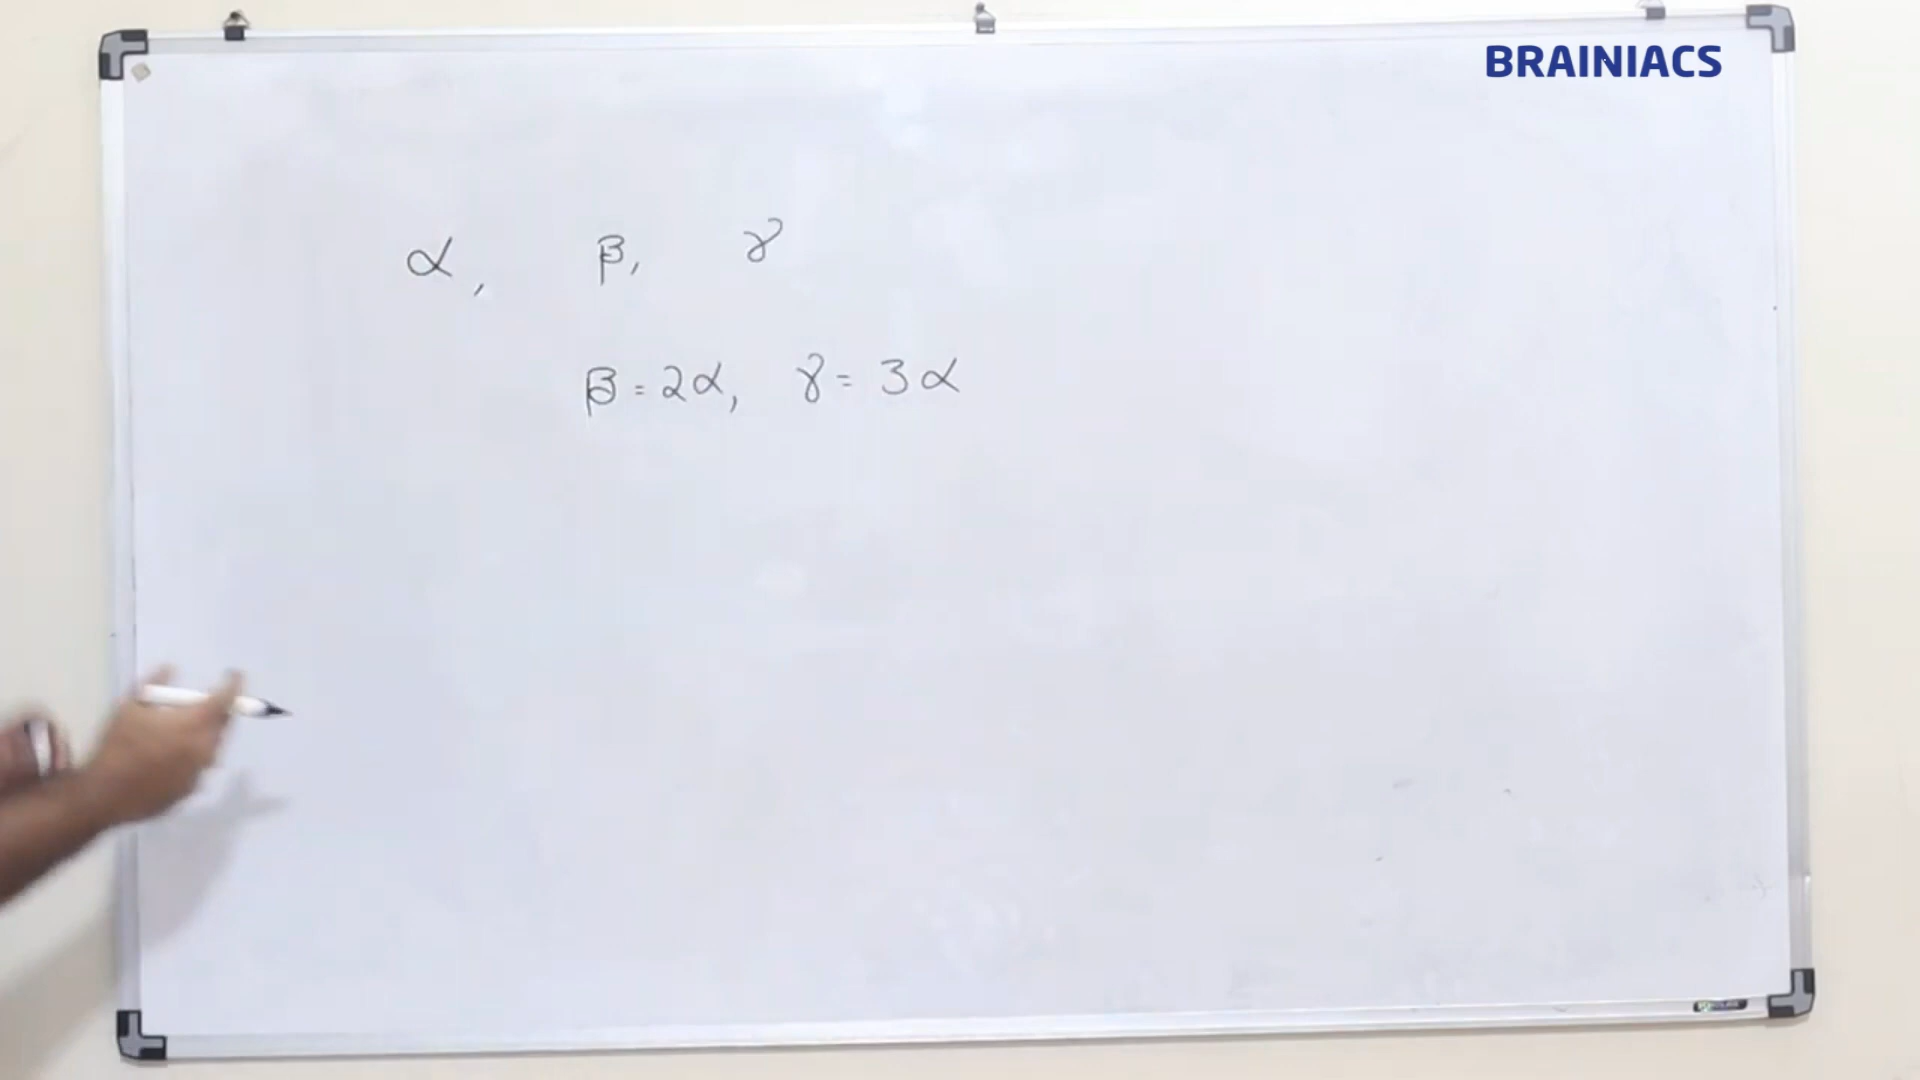 BRAINIACS
α, β, γ
β = 2α, γ = 3α